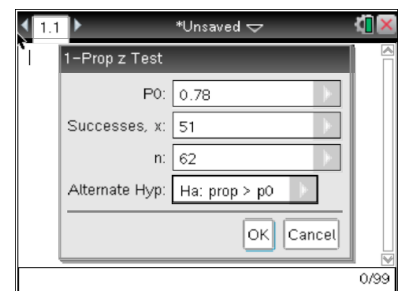 1.1 *Unsaved
1-Prop z Test
P0: 0.78
Successes, x: 51
n: 62
Alternate Hyp: Ha: prop > p0
OK Cancel
0/99